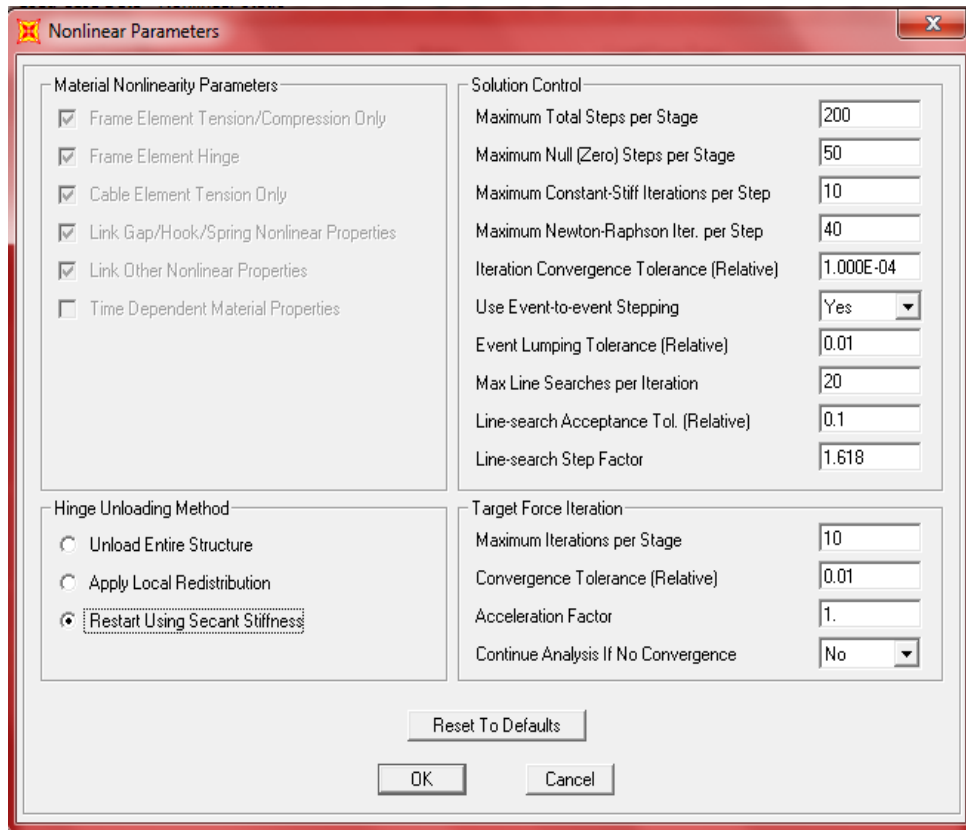 Nonlinear Parameters
X
Material Nonlinearity Parameters
Frame Element Tension/Compression Only
Frame Element Hinge
Cable Element Tension Only
Link Gap/Hook/Spring Nonlinear Properties
Link Other Nonlinear Properties
Time Dependent Material Properties
Solution Control
Maximum Total Steps per Stage 200
Maximum Null (Zero) Steps per Stage 50
Maximum Constant-Stiff Iterations per Step 10
Maximum Newton-Raphson Iter. per Step 40
Iteration Convergence Tolerance (Relative) 1.000E-04
Use Event-to-event Stepping Yes
Event Lumping Tolerance (Relative) 0.01
Max Line Searches per Iteration 20
Line-search Acceptance Tol. (Relative) 0.1
Line-search Step Factor 1.618
Hinge Unloading Method
Unload Entire Structure
Apply Local Redistribution
Restart Using Secant Stiffness
Target Force Iteration
Maximum Iterations per Stage 10
Convergence Tolerance (Relative) 0.01
Acceleration Factor 1.
Continue Analysis If No Convergence No
Reset To Defaults
OK Cancel